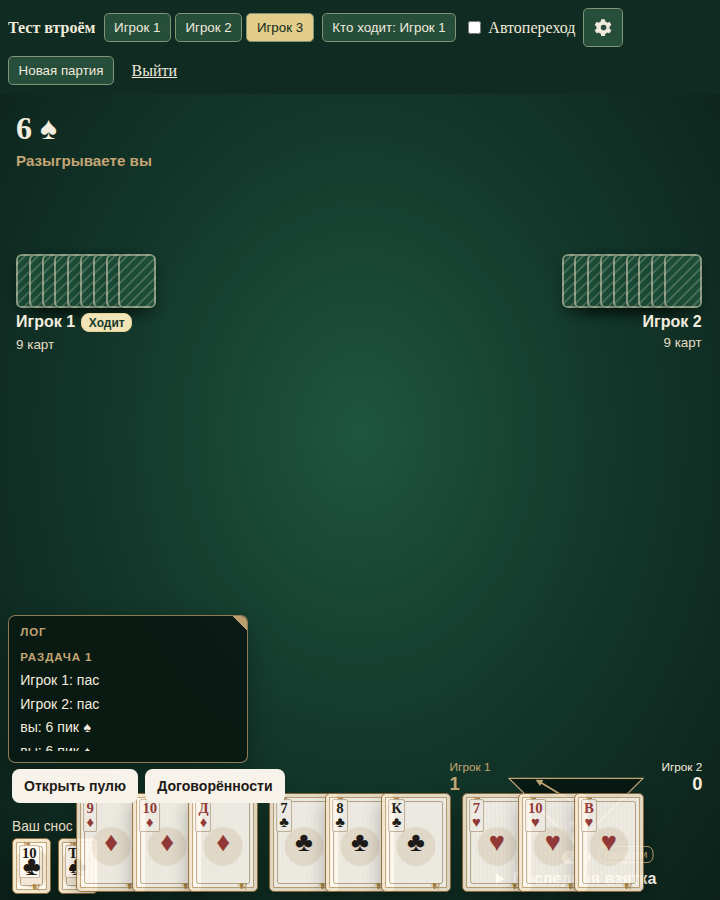 Тест втроём Игрок 1 Игрок 2 Игрок 3 Кто ходит: Игрок 1 Автопереход
Новая партия Выйти
6 ♠
Разыгрываете вы
Игрок 1 Ходит
9 карт
Игрок 2
9 карт
ЛОГ
РАЗДАЧА 1
Игрок 1: пас
Игрок 2: пас
вы: 6 пик ♠
вы: 6 пик ♠
Игрок 1
1
Игрок 2
0
Открыть пулю Договорённости
Ваш снос
10 ♣ Т ♠
9 ♦ 10 ♦ Д ♦ 7 ♣ 8 ♣ К ♣ 7 ♥ 10 ♥ В ♥